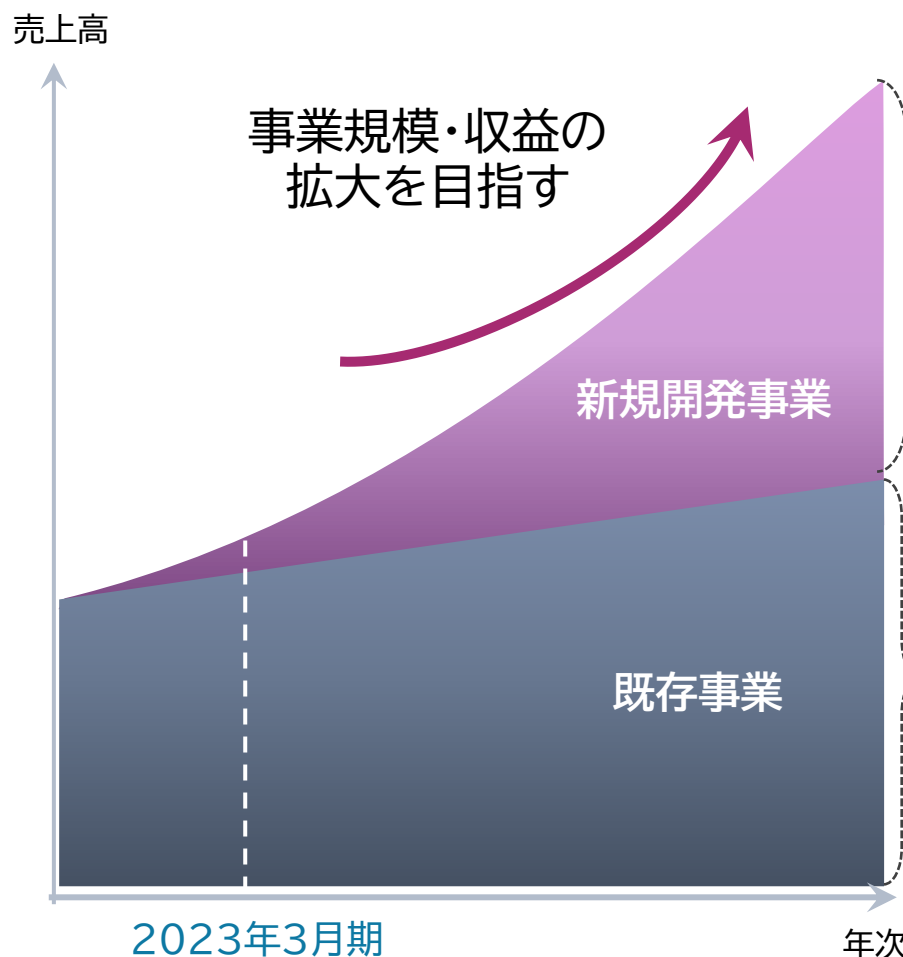 売上高
事業規模・収益の
拡大を目指す
新規開発事業
既存事業
2023年3月期
年次